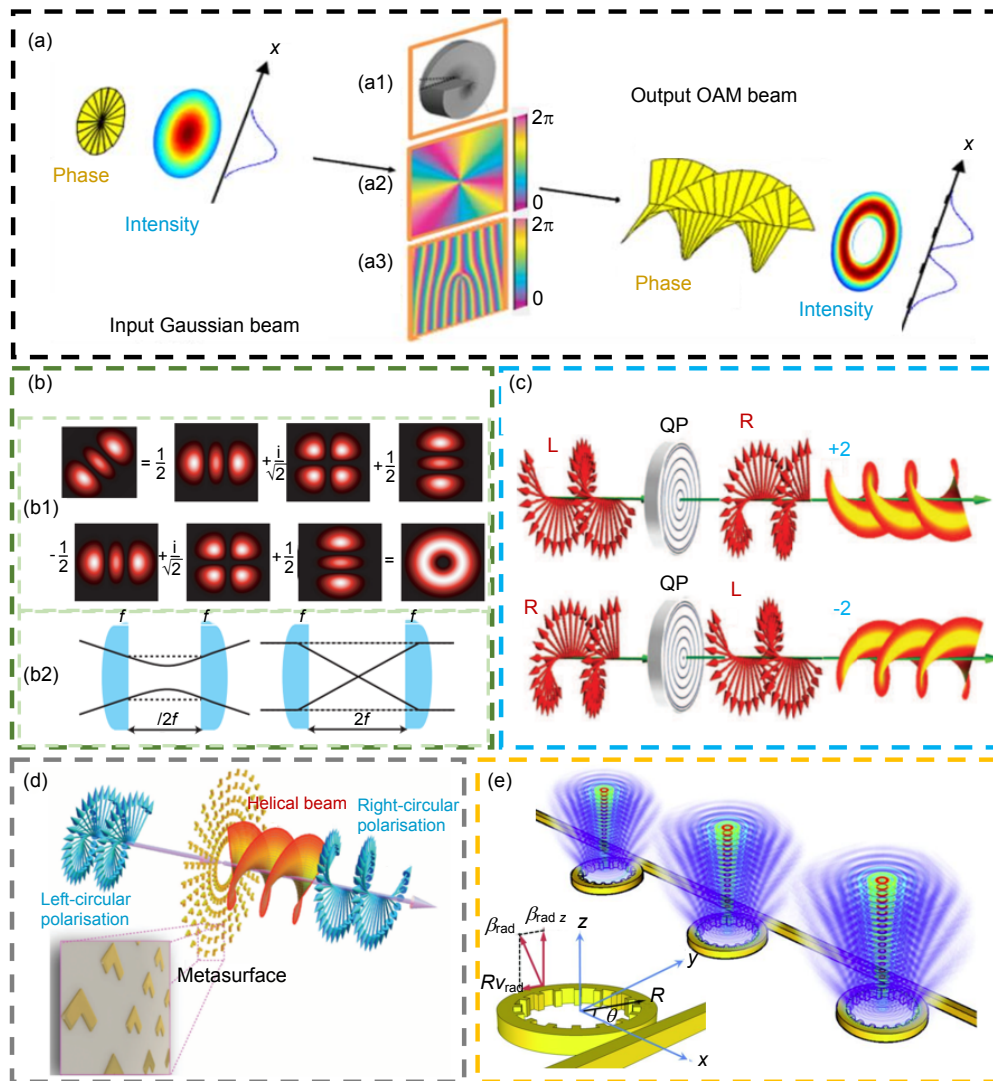 (a)
x
(a1)
Output OAM beam
2π
x
Phase
(a2)
Intensity
0
2π
(a3)
Phase
0
Intensity
Input Gaussian beam
(b)
= 1/2 + i/√2 + 1/2
(b1)
-1/2 + i/√2 + 1/2 =
f f f f
(b2)
/2f 2f
(c)
QP
L R +2
QP
R L -2
(d)
Helical beam
Right-circular
polarisation
Left-circular
polarisation
Metasurface
(e)
βrad βrad z z
y
Rνrad
R
θ
x